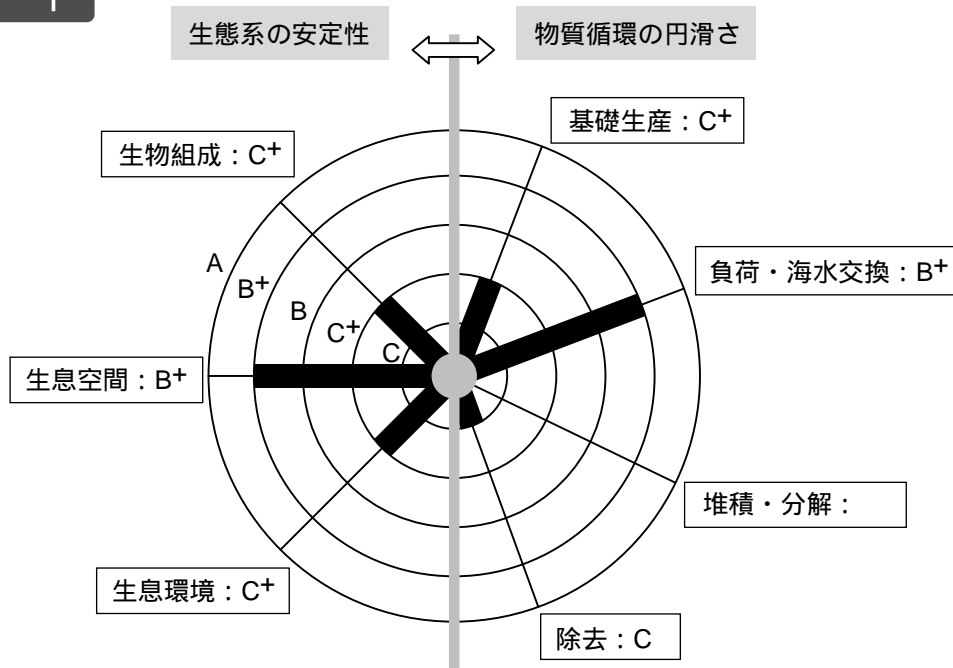 生態系の安定性
物質循環の円滑さ
基礎生産：C+
生物組成：C+
A
B+
負荷・海水交換：B+
B
C+
C
生息空間：B+
堆積・分解：
生息環境：C+
除去：C